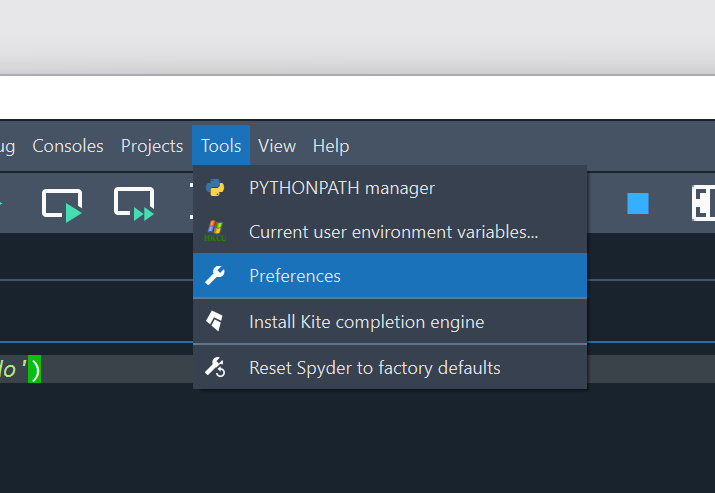 ug Consoles Projects Tools View Help
PYTHONPATH manager
Current user environment variables...
Preferences
Install Kite completion engine
lo')
Reset Spyder to factory defaults